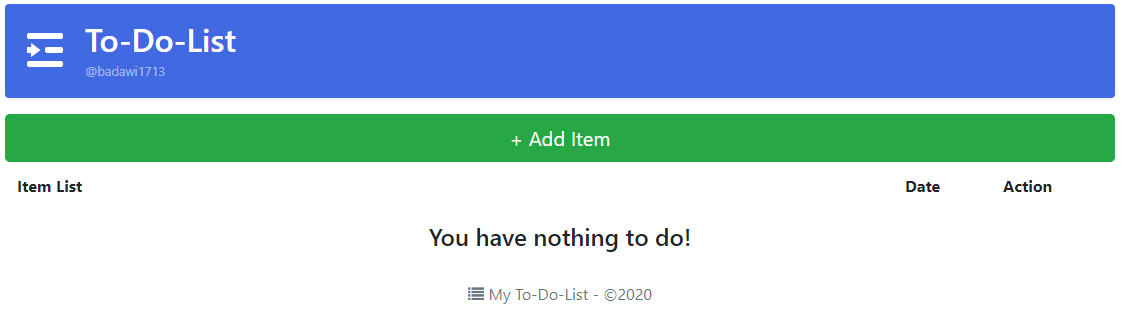 To-Do-List
@badawi1713
+ Add Item
Item List Date Action
You have nothing to do!
My To-Do-List - ©2020